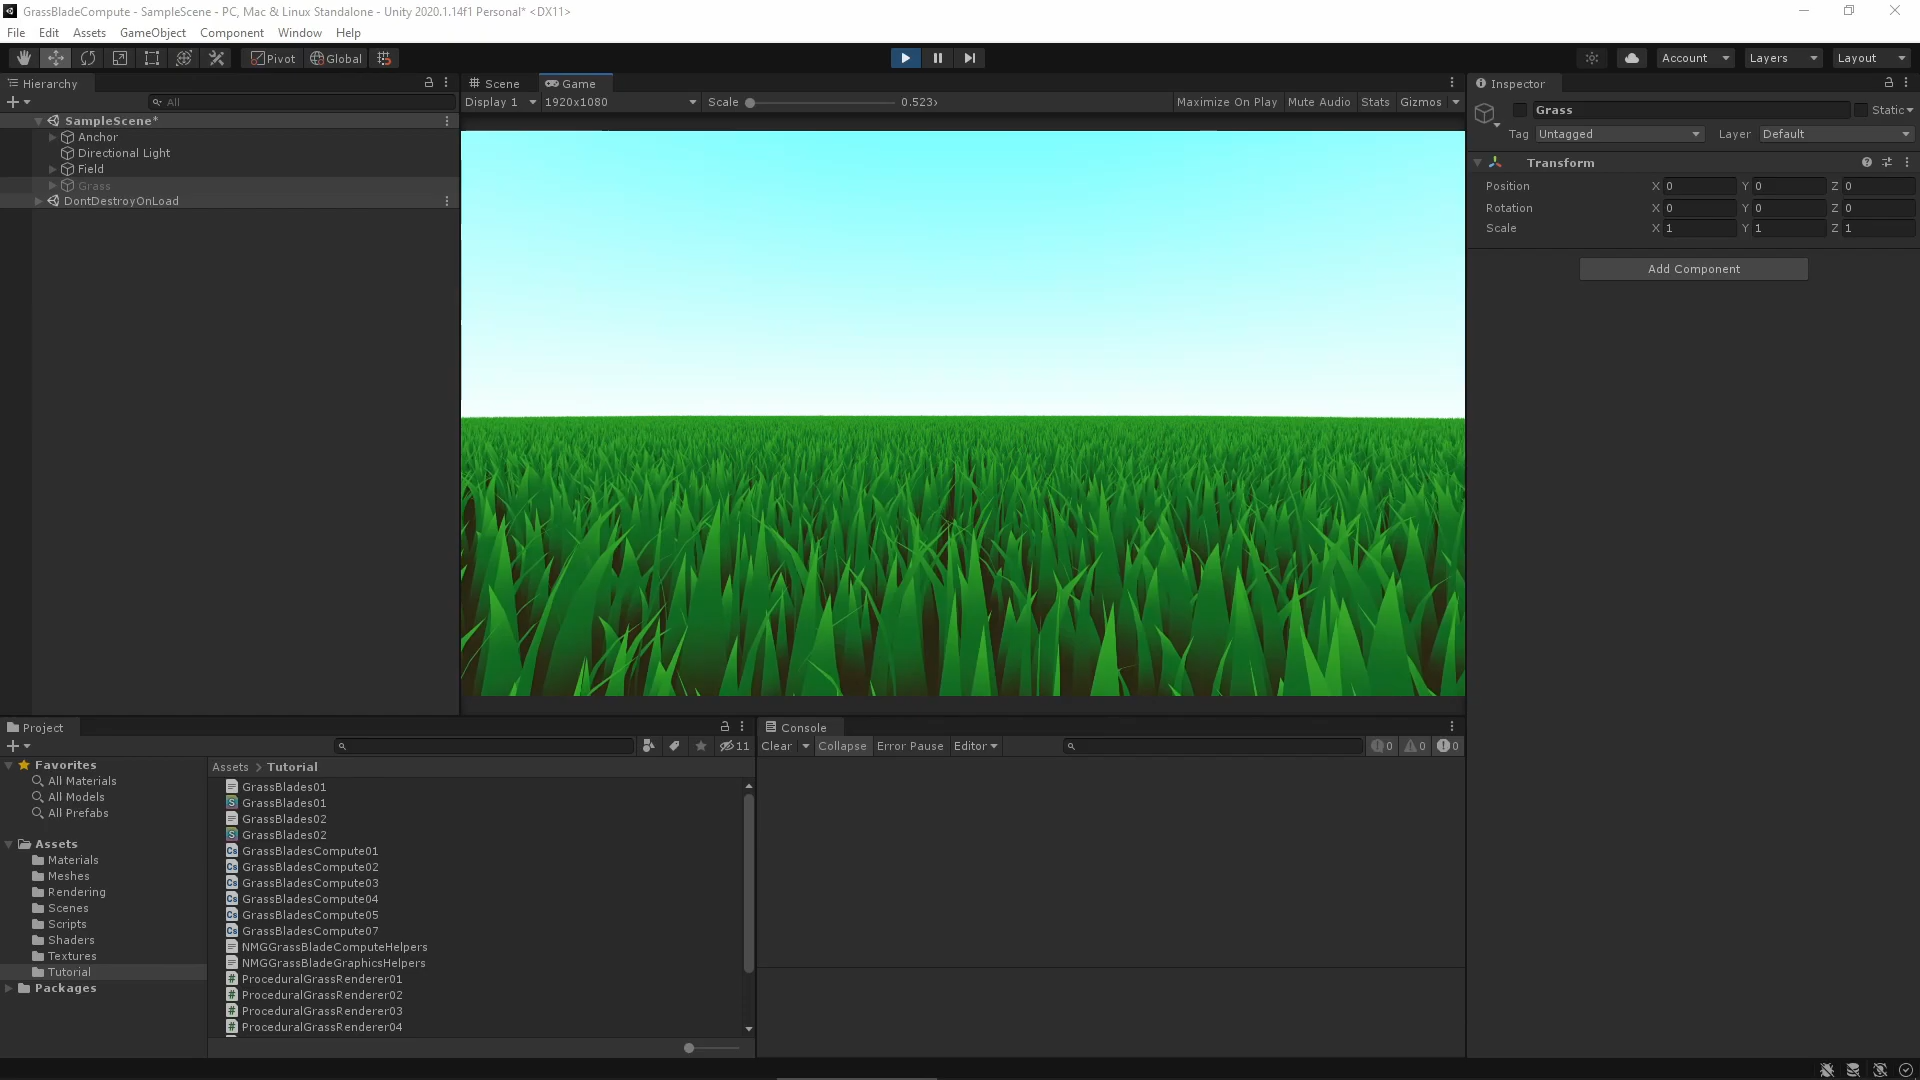 GrassBladeCompute - SampleScene - PC, Mac & Linux Standalone - Unity 2020.1.14f1 Personal* <DX11>
File Edit Assets GameObject Component Window Help
Pivot Global Account Layers Layout
Hierarchy
All
SampleScene*
Anchor
Directional Light
Field
Grass
DontDestroyOnLoad
Scene Game
Display 1 1920x1080 Scale 0.523x Maximize On Play Mute Audio Stats Gizmos
Inspector
Grass Static
Tag Untagged Layer Default
Transform
Position X 0 Y 0 Z 0
Rotation X 0 Y 0 Z 0
Scale X 1 Y 1 Z 1
Add Component
Project
11
Favorites
All Materials
All Models
All Prefabs
Assets
Materials
Meshes
Rendering
Scenes
Scripts
Shaders
Textures
Tutorial
Packages
Assets > Tutorial
GrassBlades01
GrassBlades01
GrassBlades02
GrassBlades02
GrassBladesCompute01
GrassBladesCompute02
GrassBladesCompute03
GrassBladesCompute04
GrassBladesCompute05
GrassBladesCompute07
NMGGrassBladeComputeHelpers
NMGGrassBladeGraphicsHelpers
ProceduralGrassRenderer01
ProceduralGrassRenderer02
ProceduralGrassRenderer03
ProceduralGrassRenderer04
Console
Clear Collapse Error Pause Editor 0 0 0